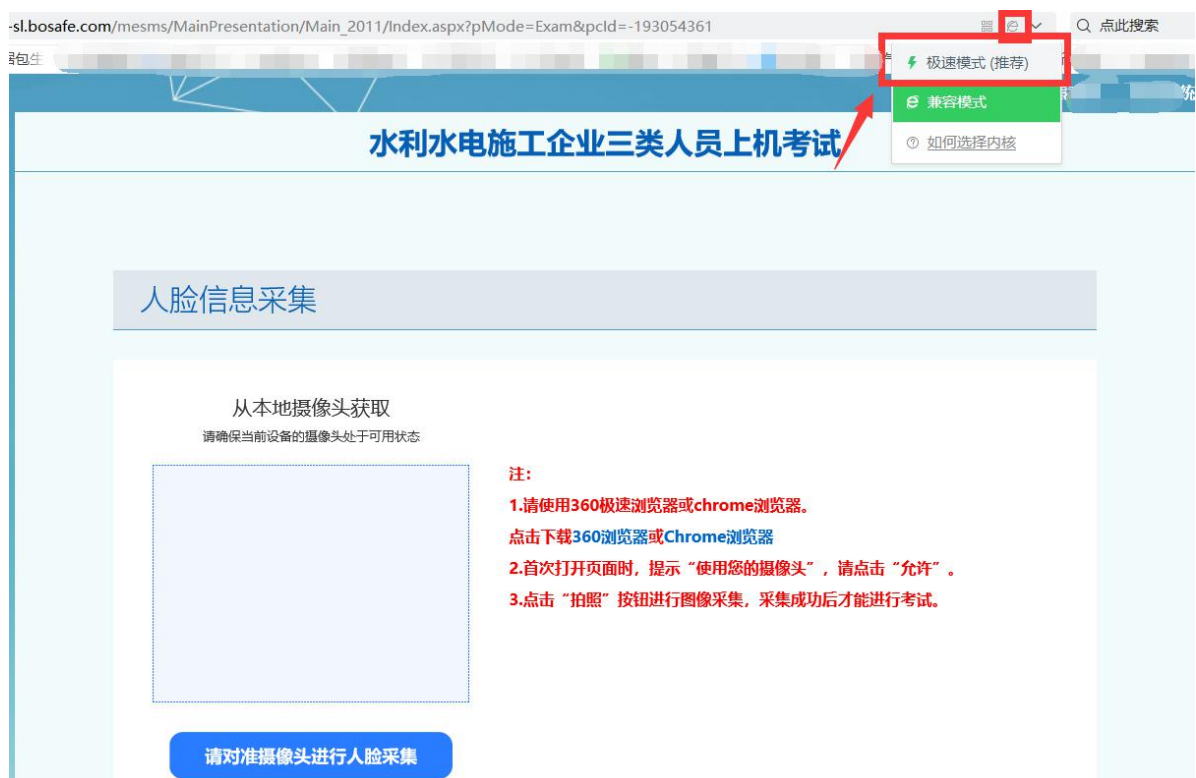 -sl.bosafe.com/mesms/MainPresentation/Main_2011/Index.aspx?pMode=Exam&pcId=-193054361
点此搜索
包生
极速模式 (推荐)
兼容模式
水利水电施工企业三类人员上机考试
如何选择内核
人脸信息采集
从本地摄像头获取
请确保当前设备的摄像头处于可用状态
注：
1.请使用360极速浏览器或chrome浏览器。
点击下载360浏览器或Chrome浏览器
2.首次打开页面时，提示“使用您的摄像头”，请点击“允许”。
3.点击“拍照”按钮进行图像采集，采集成功后才能进行考试。
请对准摄像头进行人脸采集